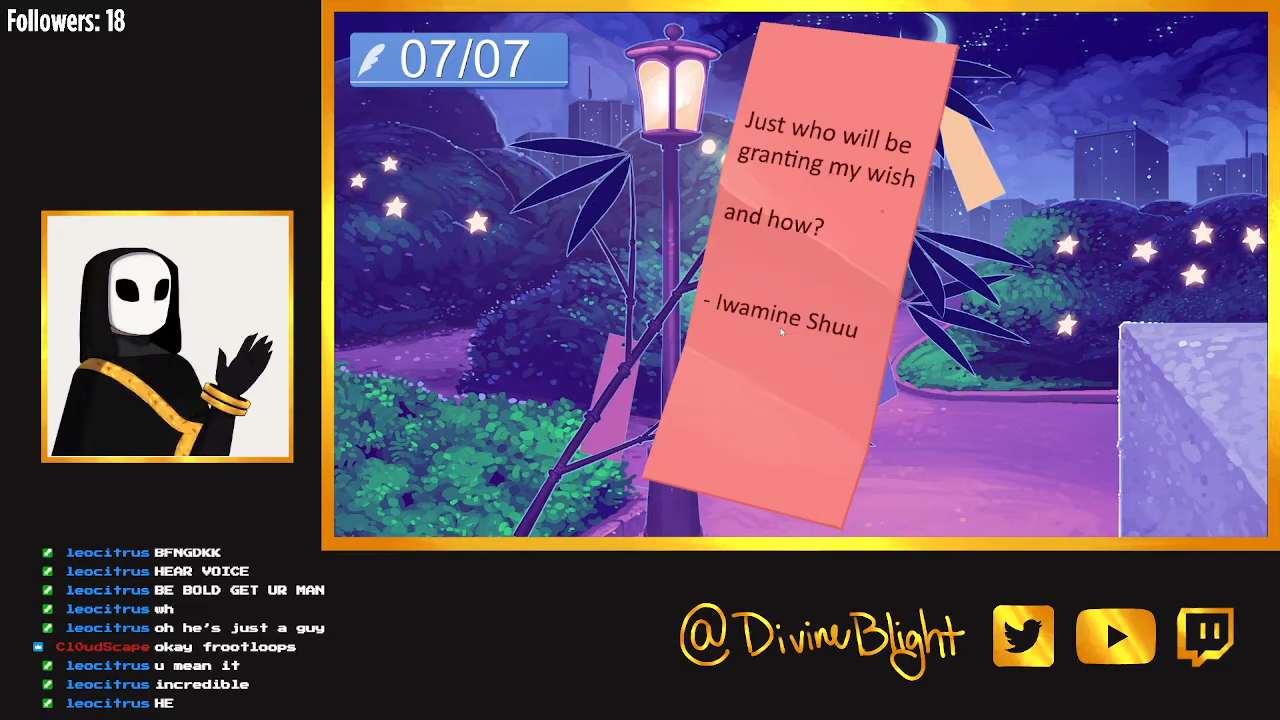 Followers: 18
07/07
Just who will be
granting my wish
and how?
- Iwamine Shuu
leocitrus BFNGDKK
leocitrus HEAR VOICE
leocitrus BE BOLD GET UR MAN
leocitrus wh
leocitrus oh he's just a guy
Cl0udScape okay frootloops
leocitrus u mean it
leocitrus incredible
leocitrus HE
@DivineBlight